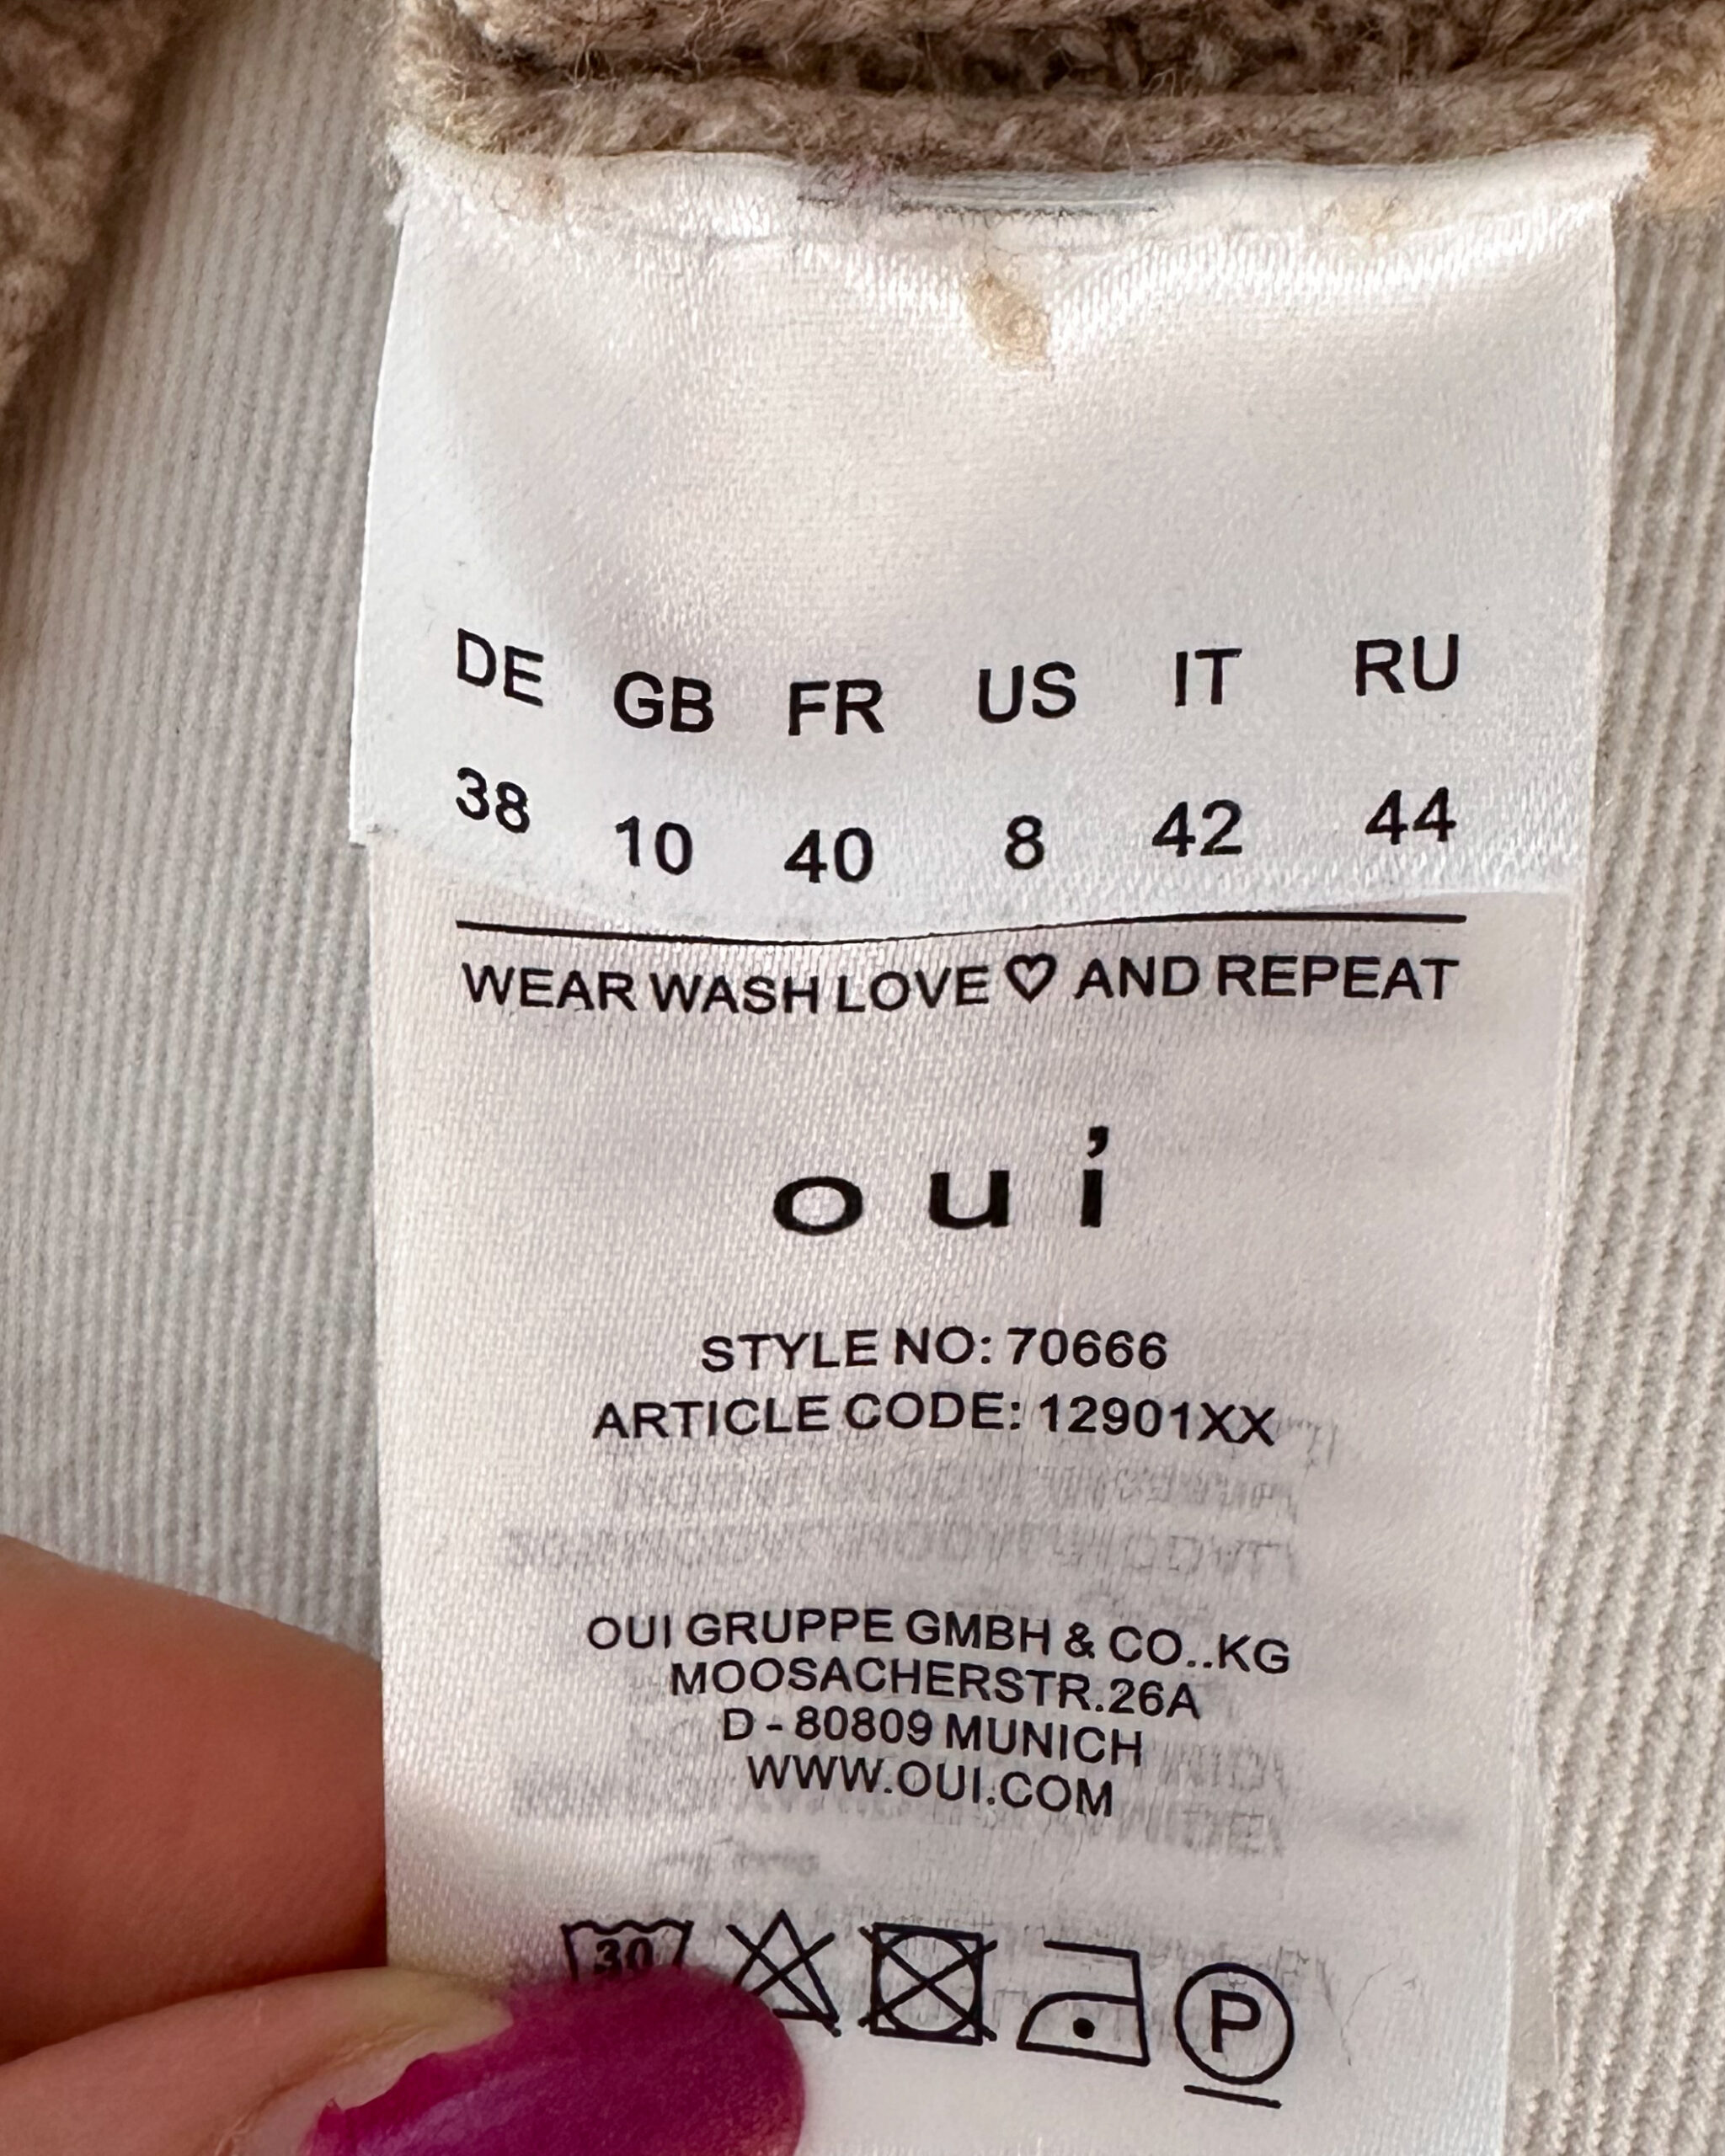 DE GB FR US IT RU
38 10 40 8 42 44
WEAR WASH LOVE ♡ AND REPEAT
oui
STYLE NO: 70666
ARTICLE CODE: 12901XX
OUI GRUPPE GMBH & CO..KG
MOOSACHERSTR.26A
D - 80809 MUNICH
WWW.OUI.COM
30 P